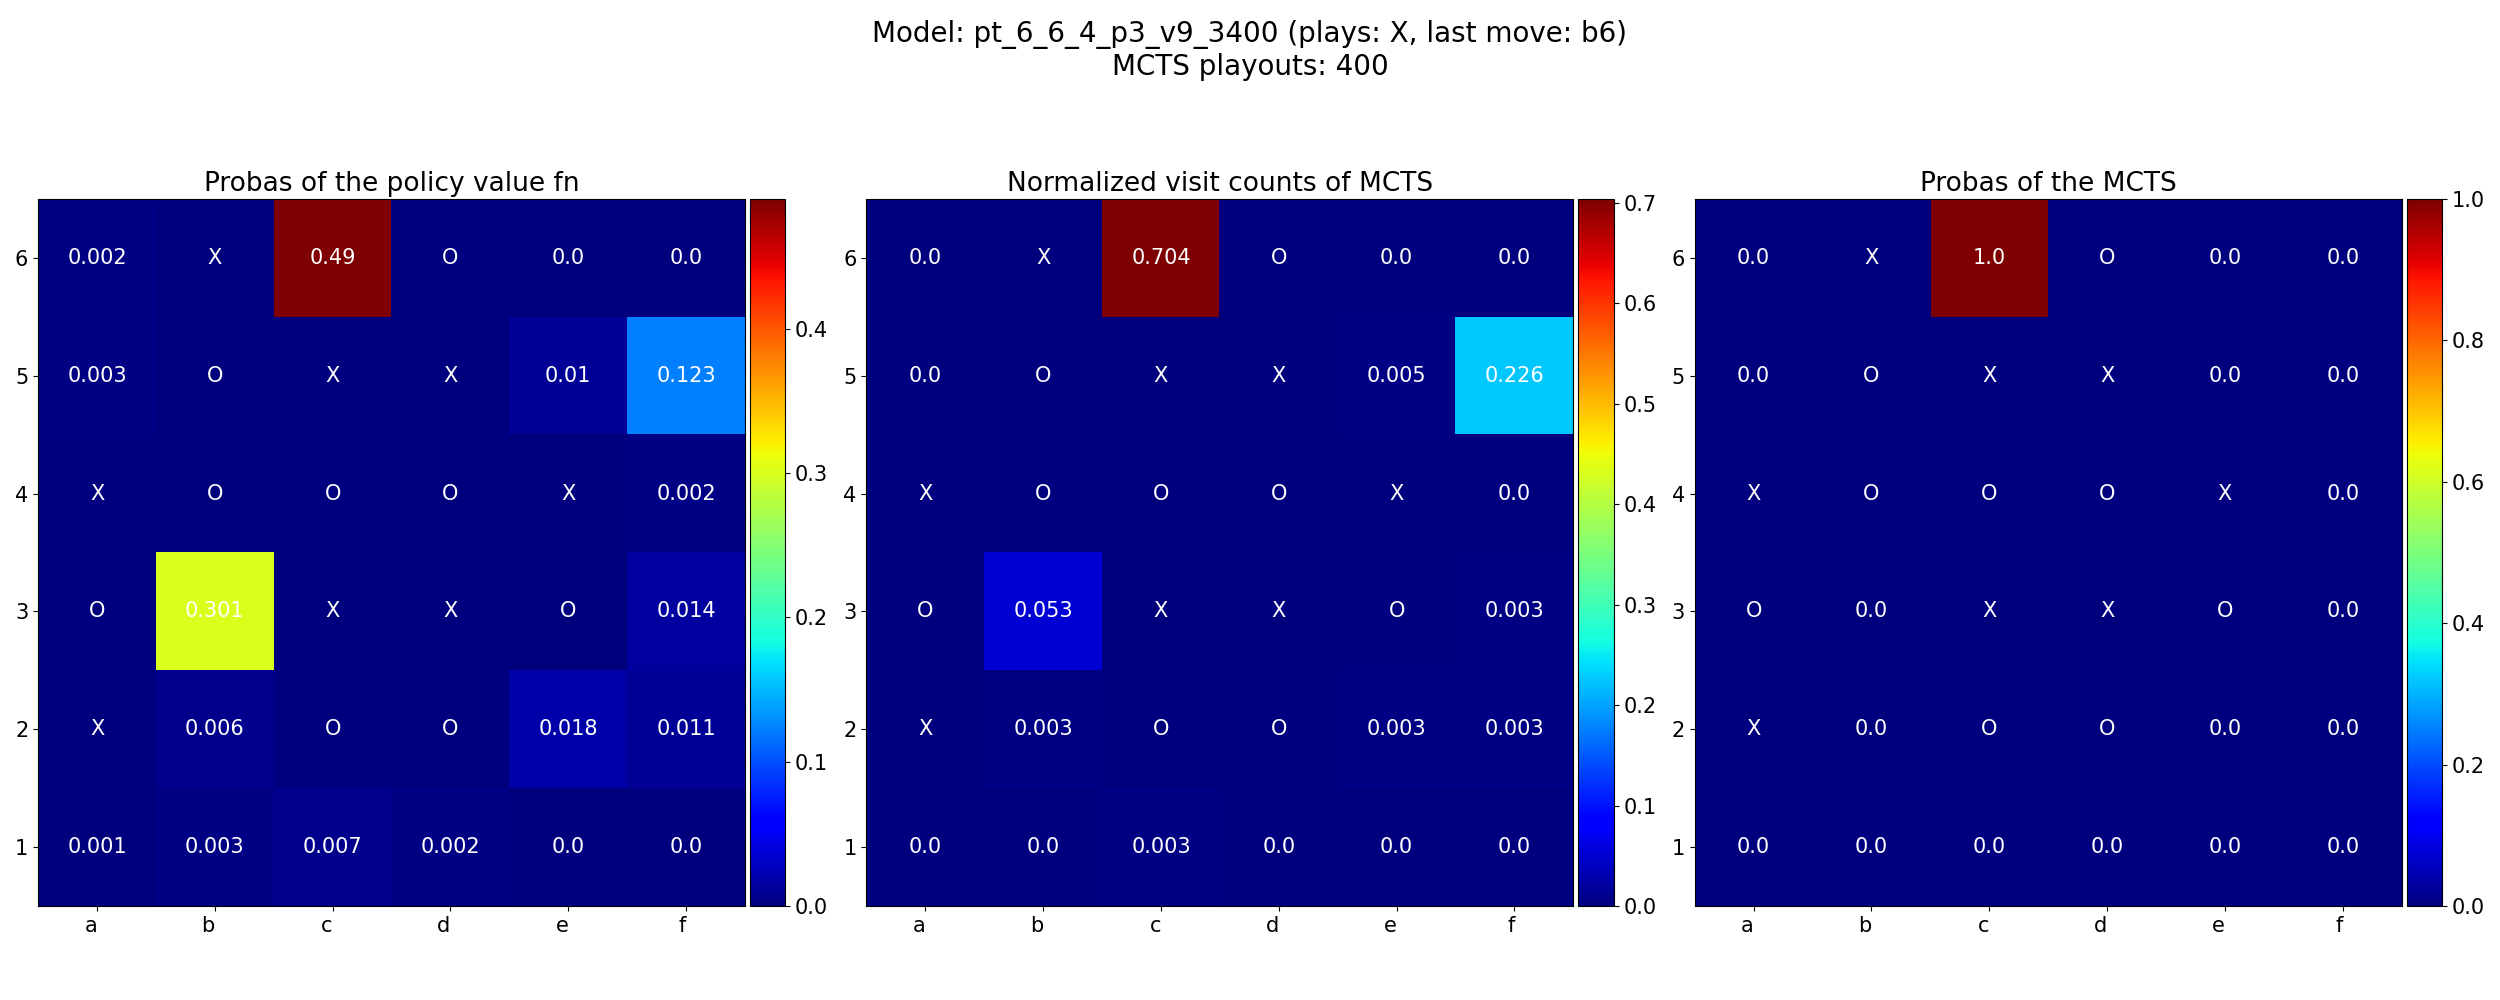 Model: pt_6_6_4_p3_v9_3400 (plays: X, last move: b6)
MCTS playouts: 400
Probas of the policy value fn
6 0.002 X 0.49 O 0.0 0.0
5 0.003 O X X 0.01 0.123
4 X O O O X 0.002
3 O 0.301 X X O 0.014
2 X 0.006 O O 0.018 0.011
1 0.001 0.003 0.007 0.002 0.0 0.0
a b c d e f
0.4
0.3
0.2
0.1
0.0
Normalized visit counts of MCTS
6 0.0 X 0.704 O 0.0 0.0
5 0.0 O X X 0.005 0.226
4 X O O O X 0.0
3 O 0.053 X X O 0.003
2 X 0.003 O O 0.003 0.003
1 0.0 0.0 0.003 0.0 0.0 0.0
a b c d e f
0.7
0.6
0.5
0.4
0.3
0.2
0.1
0.0
Probas of the MCTS
6 0.0 X 1.0 O 0.0 0.0
5 0.0 O X X 0.0 0.0
4 X O O O X 0.0
3 O 0.0 X X O 0.0
2 X 0.0 O O 0.0 0.0
1 0.0 0.0 0.0 0.0 0.0 0.0
a b c d e f
1.0
0.8
0.6
0.4
0.2
0.0